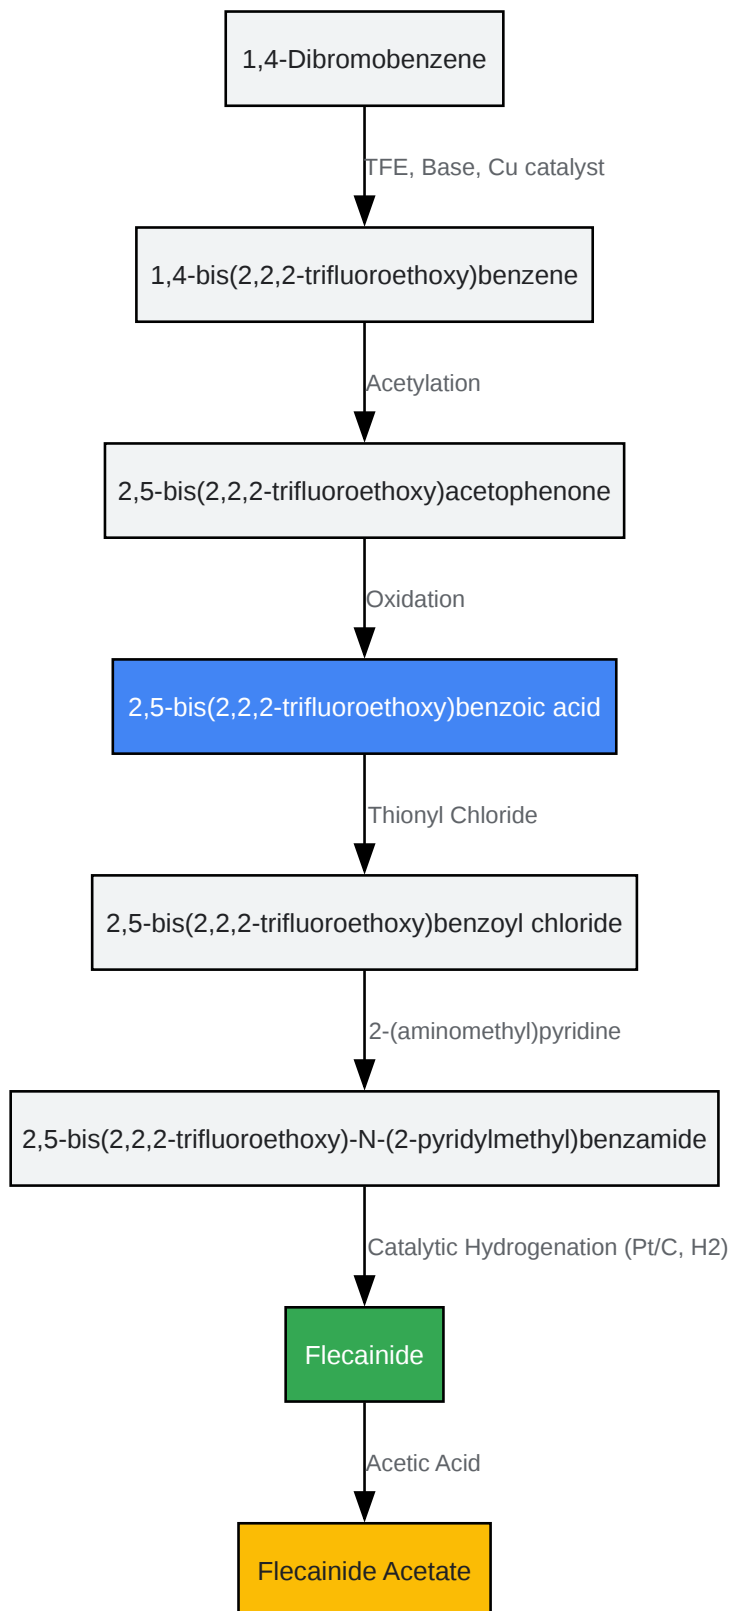 1,4-Dibromobenzene
TFE, Base, Cu catalyst
1,4-bis(2,2,2-trifluoroethoxy)benzene
Acetylation
2,5-bis(2,2,2-trifluoroethoxy)acetophenone
Oxidation
2,5-bis(2,2,2-trifluoroethoxy)benzoic acid
Thionyl Chloride
2,5-bis(2,2,2-trifluoroethoxy)benzoyl chloride
2-(aminomethyl)pyridine
2,5-bis(2,2,2-trifluoroethoxy)-N-(2-pyridylmethyl)benzamide
Catalytic Hydrogenation (Pt/C, H2)
Flecainide
Acetic Acid
Flecainide Acetate